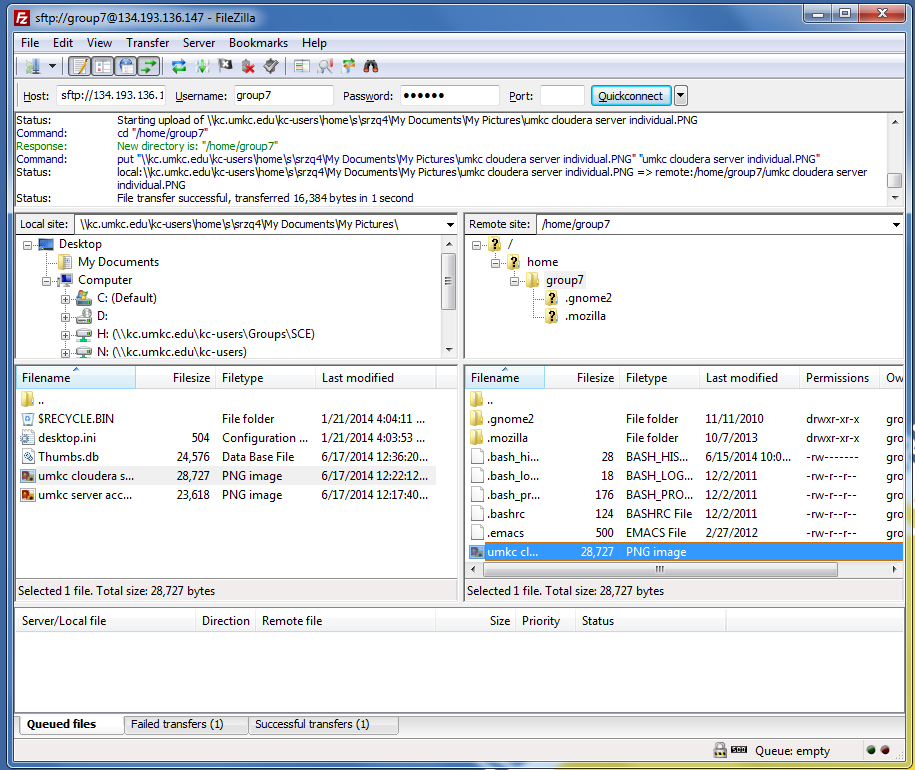 sftp://group7@134.193.136.147 - FileZilla
File Edit View Transfer Server Bookmarks Help
Host: sftp://134.193.136.1 Username: group7 Password: ●●●●●● Port: Quickconnect
Status: Starting upload of \\kc.umkc.edu\kc-users\home\s\srzq4\My Documents\My Pictures\umkc cloudera server individual.PNG
Command: cd "/home/group7"
Response: New directory is: "/home/group7"
Command: put "\\kc.umkc.edu\kc-users\home\s\srzq4\My Documents\My Pictures\umkc cloudera server individual.PNG" "umkc cloudera server individual.PNG"
Status: local:\\kc.umkc.edu\kc-users\home\s\srzq4\My Documents\My Pictures\umkc cloudera server individual.PNG => remote:/home/group7/umkc cloudera server
individual.PNG
Status: File transfer successful, transferred 16,384 bytes in 1 second
Local site: \\kc.umkc.edu\kc-users\home\s\srzq4\My Documents\My Pictures\
Desktop
My Documents
Computer
C: (Default)
D:
H: (\\kc.umkc.edu\kc-users\Groups\SCE)
N: (\\kc.umkc.edu\kc-users)
Remote site: /home/group7
/
home
group7
.gnome2
.mozilla
Filename Filesize Filetype Last modified
..
$RECYCLE.BIN File folder 1/21/2014 4:04:11 ...
desktop.ini 504 Configuration ... 1/21/2014 4:03:53 ...
Thumbs.db 24,576 Data Base File 6/17/2014 12:36:20...
umkc cloudera s... 28,727 PNG image 6/17/2014 12:22:12...
umkc server acc... 23,618 PNG image 6/17/2014 12:17:40...
Selected 1 file. Total size: 28,727 bytes
Filename Filesize Filetype Last modified Permissions Ow
..
.gnome2 File folder 11/11/2010 drwxr-xr-x gro
.mozilla File folder 10/7/2013 drwxr-xr-x gro
.bash_hi... 28 BASH_HIS... 6/15/2014 10:0... -rw------- gro
.bash_lo... 18 BASH_LOG... 12/2/2011 -rw-r--r-- gro
.bash_pr... 176 BASH_PRO... 12/2/2011 -rw-r--r-- gro
.bashrc 124 BASHRC File 12/2/2011 -rw-r--r-- gro
.emacs 500 EMACS File 2/27/2012 -rw-r--r-- gro
umkc cl... 28,727 PNG image
Selected 1 file. Total size: 28,727 bytes
Server/Local file Direction Remote file Size Priority Status
Queued files Failed transfers (1) Successful transfers (1)
Queue: empty